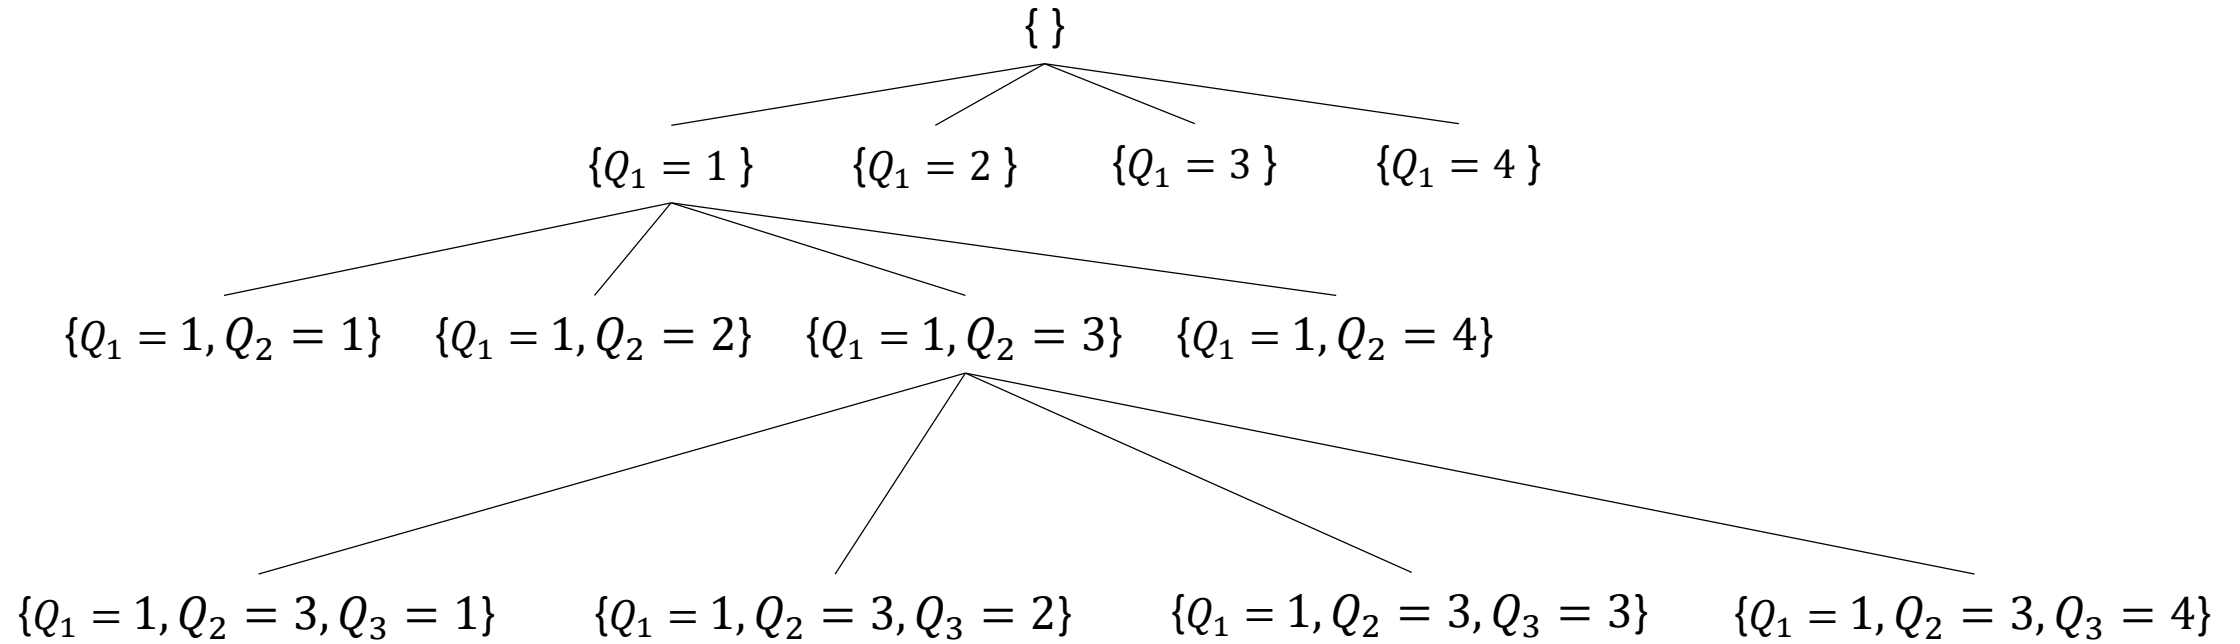 { }
{Q₁ = 1 } {Q₁ = 2 } {Q₁ = 3 } {Q₁ = 4 }
{Q₁ = 1, Q₂ = 1} {Q₁ = 1, Q₂ = 2} {Q₁ = 1, Q₂ = 3} {Q₁ = 1, Q₂ = 4}
{Q₁ = 1, Q₂ = 3, Q₃ = 1} {Q₁ = 1, Q₂ = 3, Q₃ = 2} {Q₁ = 1, Q₂ = 3, Q₃ = 3} {Q₁ = 1, Q₂ = 3, Q₃ = 4}